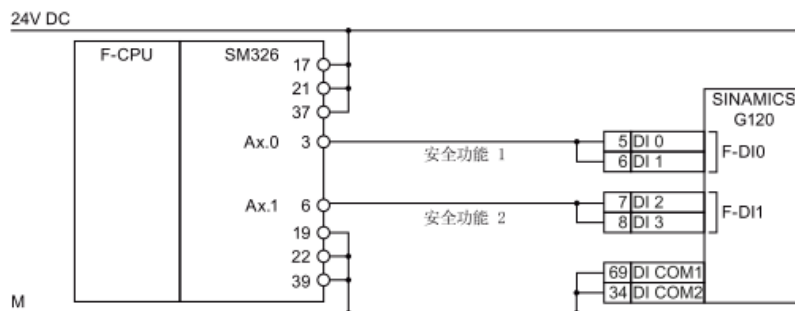 24V DC
F-CPU
SM326
17
21
37
Ax.0 3
安全功能 1
Ax.1 6
安全功能 2
19
22
39
M
SINAMICS
G120
5 DI 0
6 DI 1
F-DI0
7 DI 2
8 DI 3
F-DI1
69 DI COM1
34 DI COM2